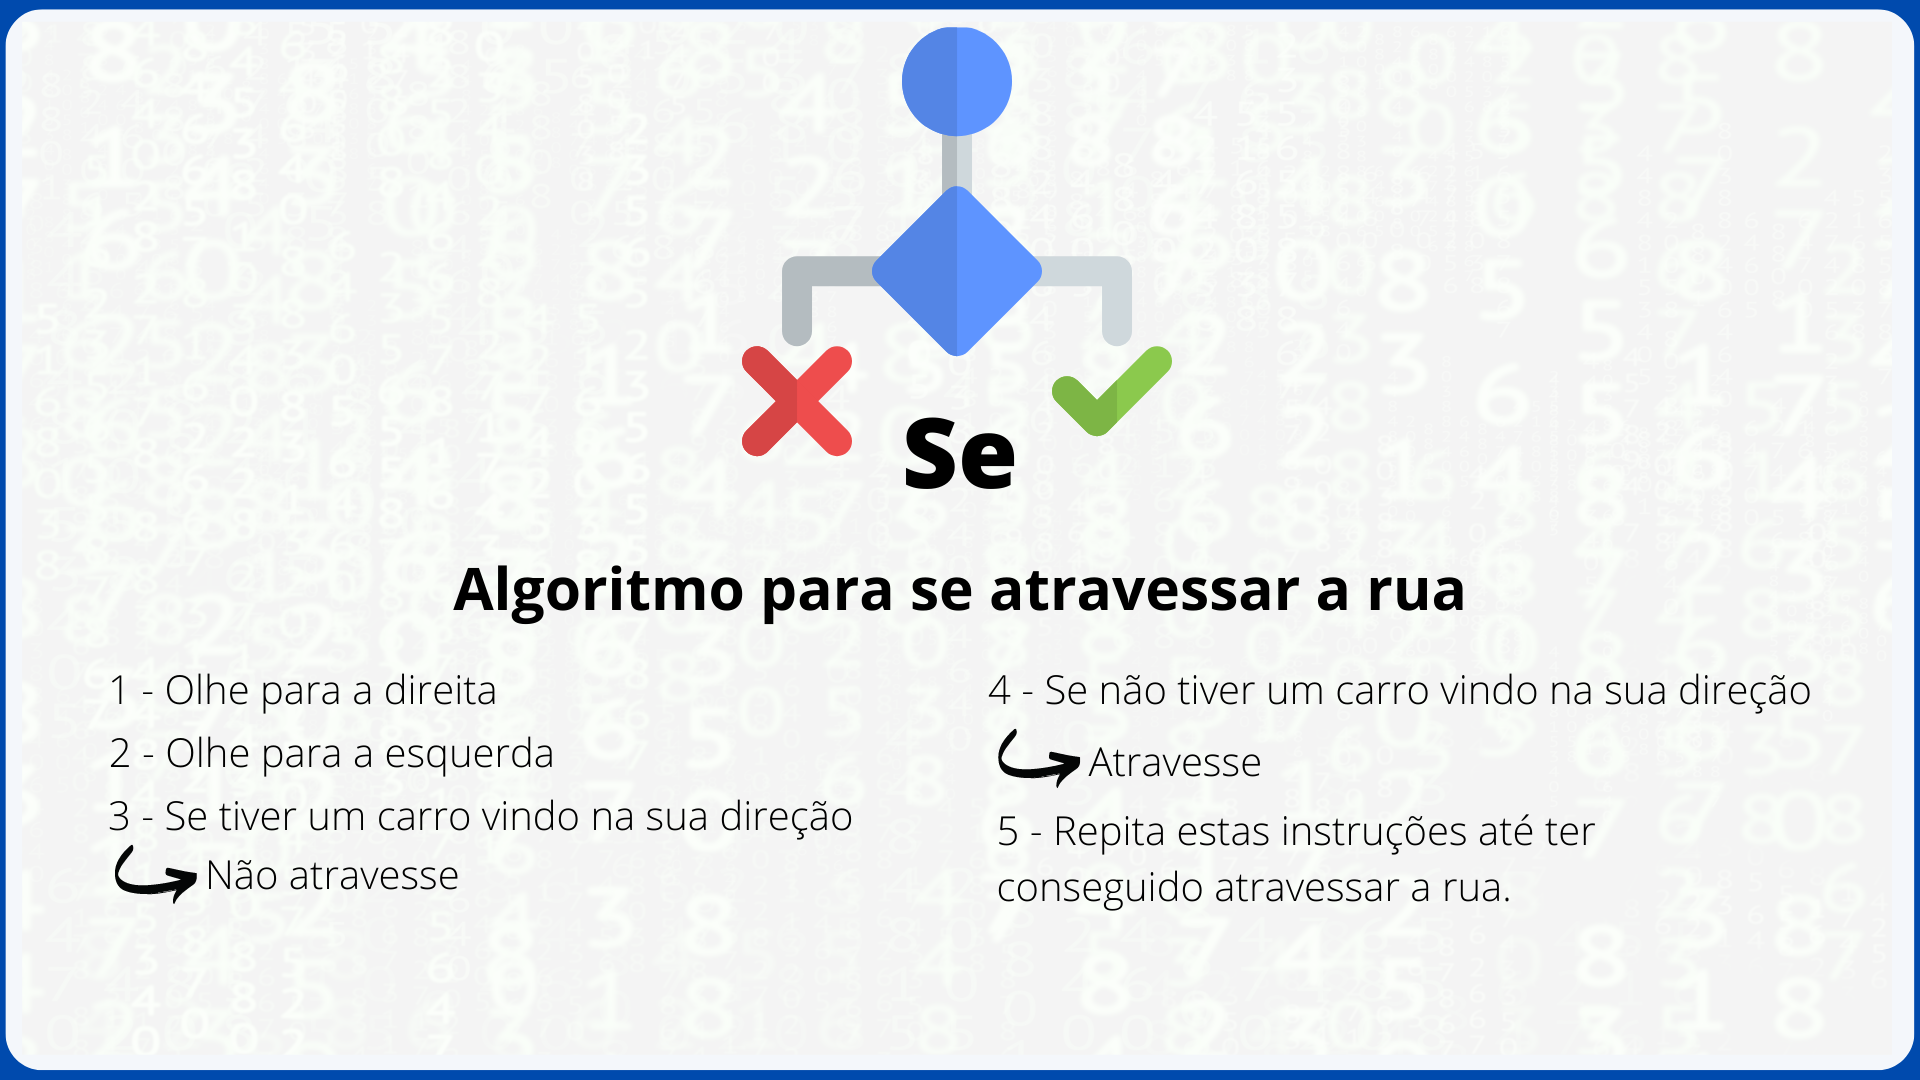 Se
Algoritmo para se atravessar a rua
1 - Olhe para a direita
2 - Olhe para a esquerda
3 - Se tiver um carro vindo na sua direção
Não atravesse
4 - Se não tiver um carro vindo na sua direção
Atravesse
5 - Repita estas instruções até ter
conseguido atravessar a rua.